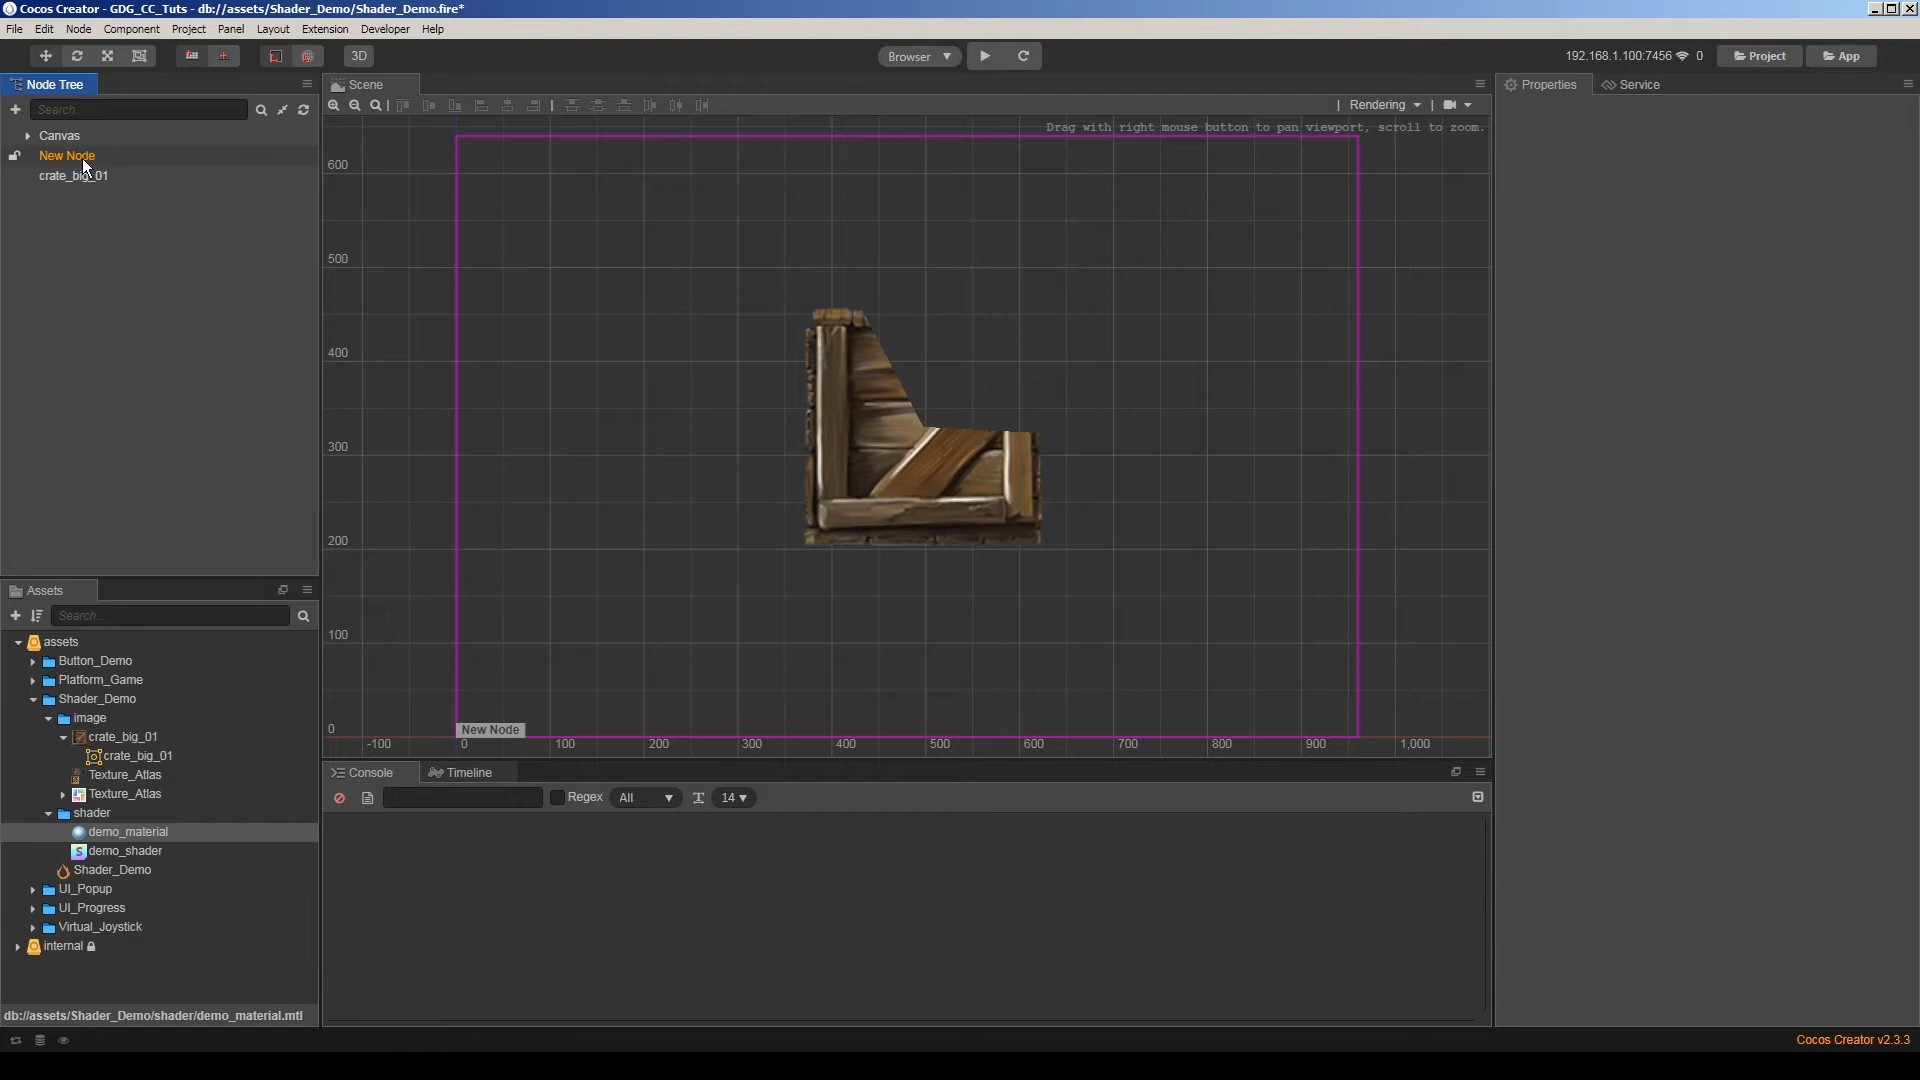 Cocos Creator - GDG_CC_Tuts - db://assets/Shader_Demo/Shader_Demo.fire*
File Edit Node Component Project Panel Layout Extension Developer Help
3D Browser 192.168.1.100:7456 0 Project App
Node Tree
Search...
Canvas
New Node
crate_big_01
Scene
Rendering
Drag with right mouse button to pan viewport, scroll to zoom.
600
500
400
300
200
100
0
New Node
-100 0 100 200 300 400 500 600 700 800 900 1,000
Properties Service
Assets
Search...
assets
Button_Demo
Platform_Game
Shader_Demo
image
crate_big_01
crate_big_01
Texture_Atlas
Texture_Atlas
shader
demo_material
demo_shader
Shader_Demo
UI_Popup
UI_Progress
Virtual_Joystick
internal
db://assets/Shader_Demo/shader/demo_material.mtl
Console Timeline
Regex All 14
Cocos Creator v2.3.3